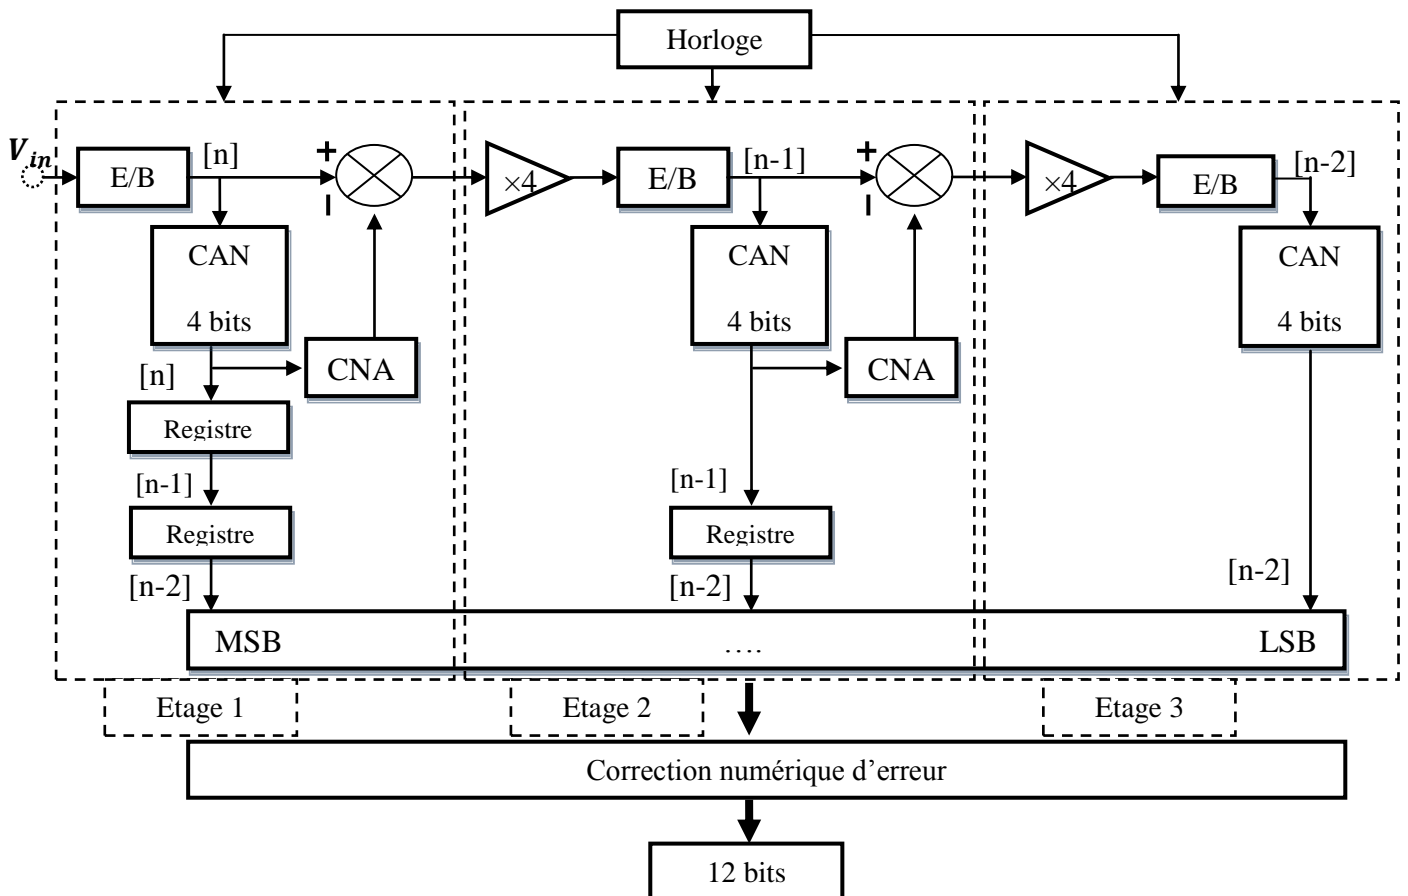 Horloge
V_in
E/B
[n]
+
-
×4
E/B
[n-1]
+
-
×4
E/B
[n-2]
CAN
4 bits
CAN
4 bits
CAN
4 bits
CNA
CNA
[n]
Registre
[n-1]
Registre
[n-2]
[n-1]
Registre
[n-2]
[n-2]
MSB
....
LSB
Etage 1
Etage 2
Etage 3
Correction numérique d'erreur
12 bits